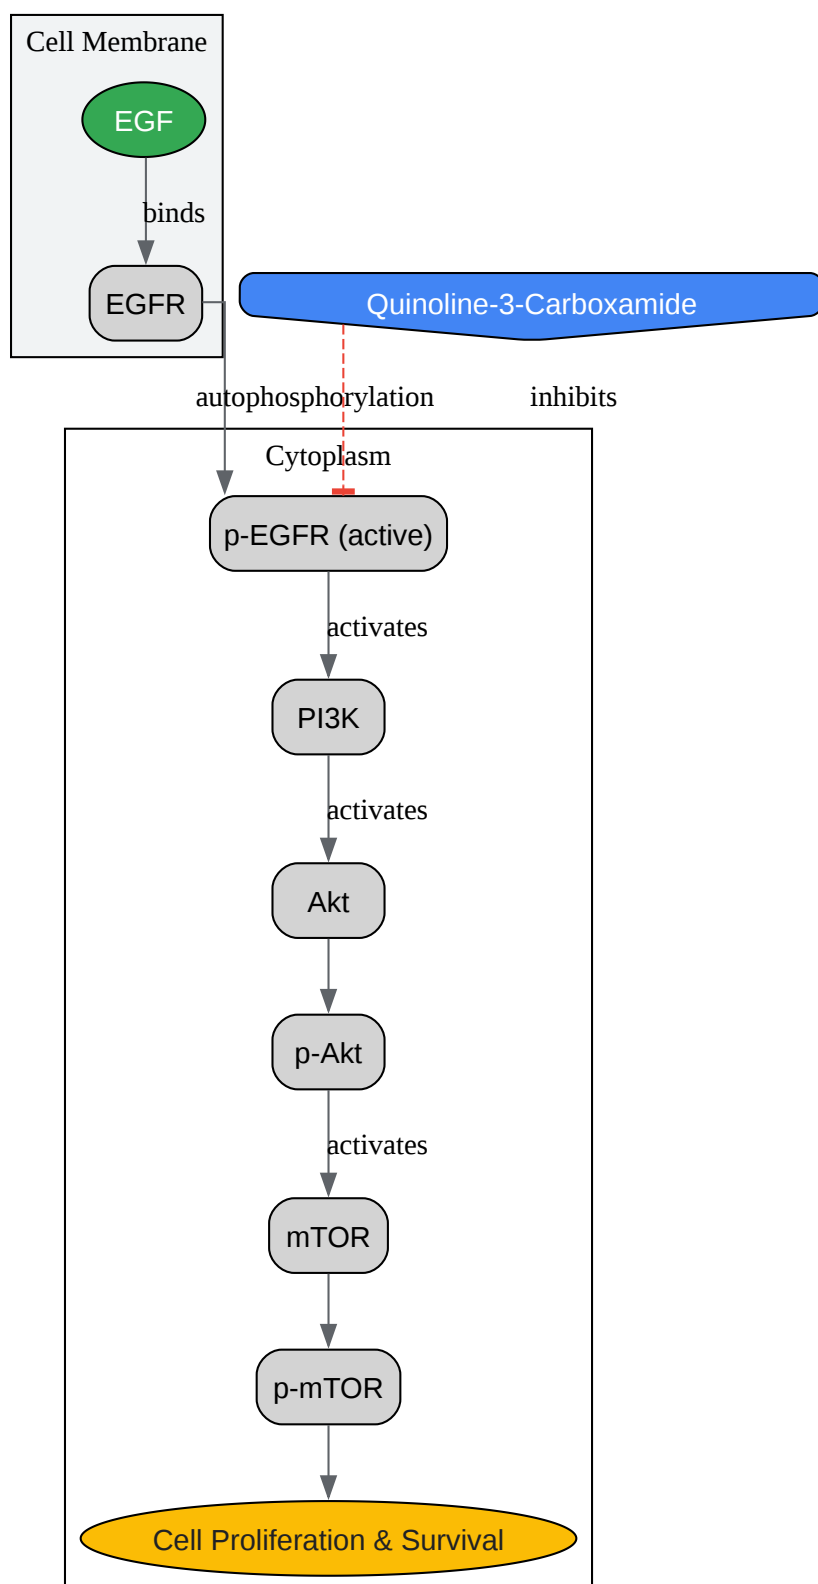 Cell Membrane
EGF
binds
EGFR
Quinoline-3-Carboxamide
autophosphorylation
inhibits
Cytoplasm
p-EGFR (active)
activates
PI3K
activates
Akt
p-Akt
activates
mTOR
p-mTOR
Cell Proliferation & Survival